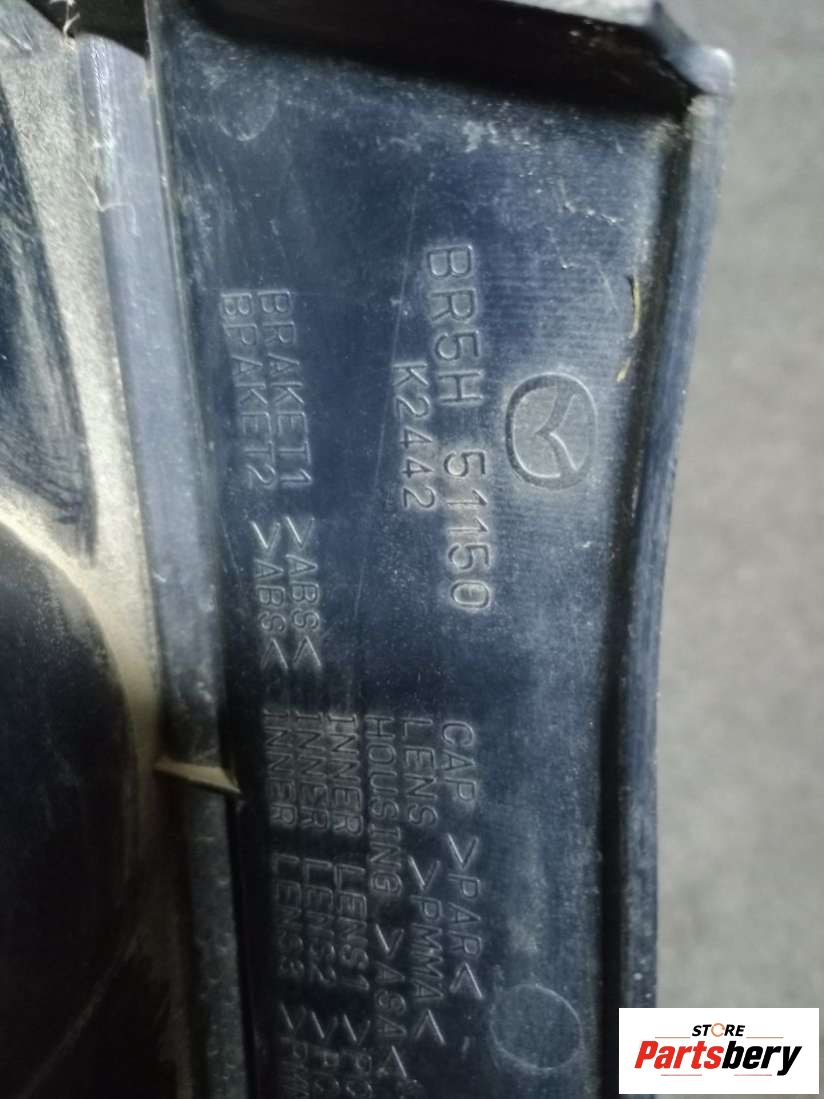 BR5H 51150
K2442
BRAKET1 >ABS<
BPAKET2 >ABS<
CAP >PAR<
LENS >PMMA<,
HOUSING >ASA<
INNER LENS1
INNER LENS2
INNER LENS3
STORE
Partsbery